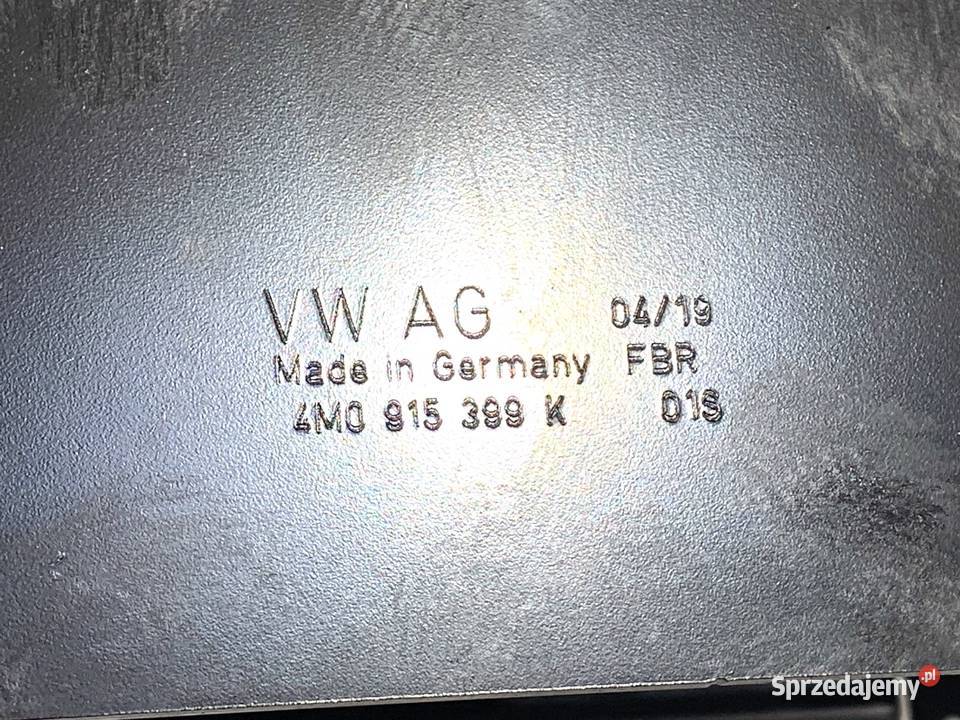 VW AG 04/19
Made in Germany FBR
4M0 915 399 K 01S
Sprzedajemy.pl